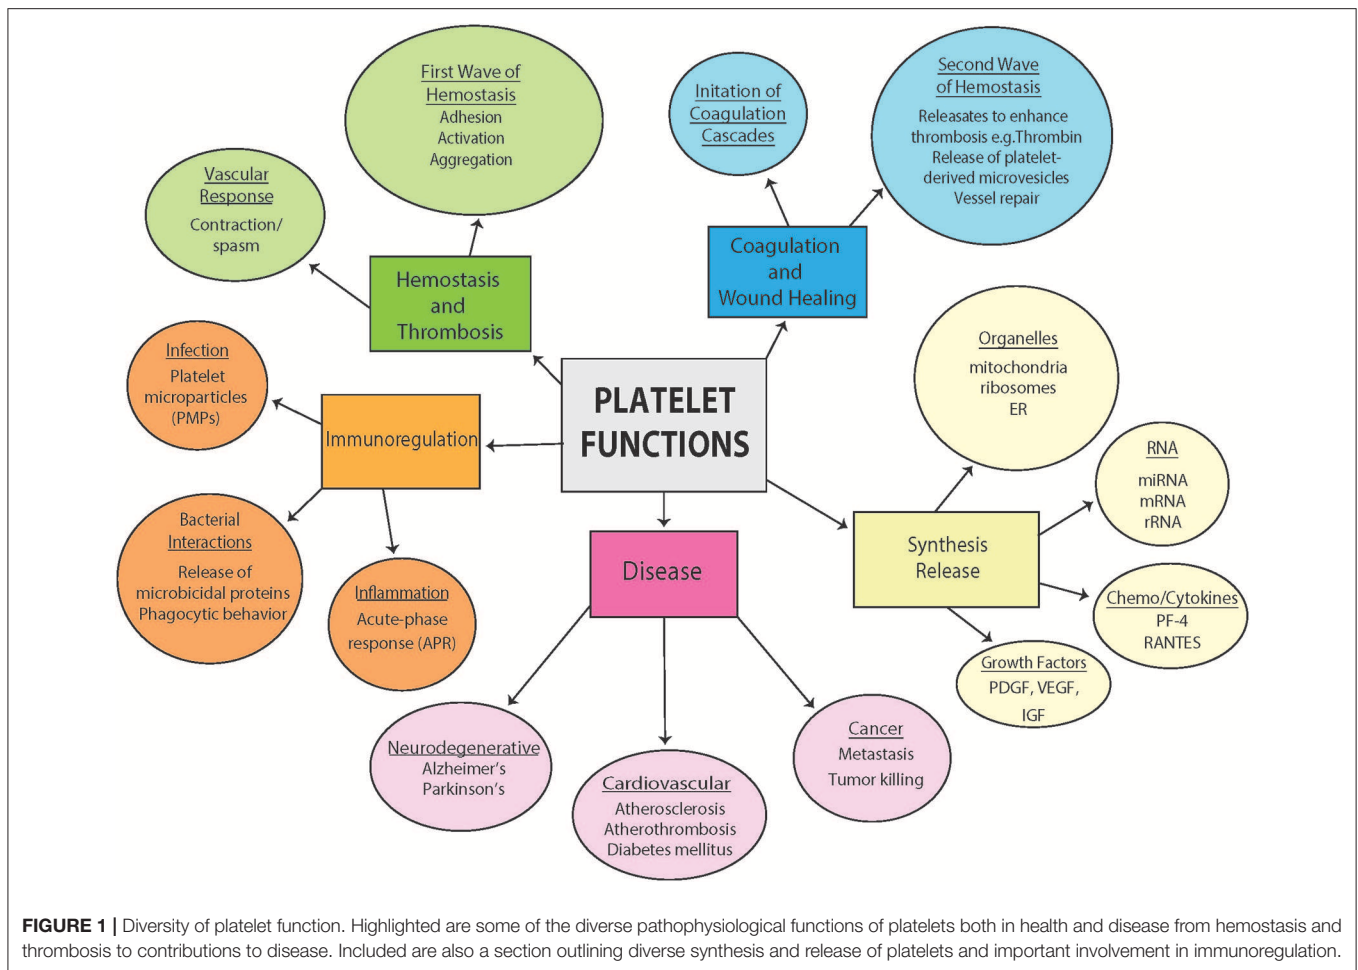 First Wave of
Hemostasis
Adhesion
Activation
Aggregation
Initation of
Coagulation
Cascades
Second Wave
of Hemostasis
Releasates to enhance
thrombosis e.g.Thrombin
Release of platelet-
derived microvesicles
Vessel repair
Vascular
Response
Contraction/
spasm
Hemostasis
and
Thrombosis
Coagulation
and
Wound Healing
Infection
Platelet
microparticles
(PMPs)
Immunoregulation
PLATELET
FUNCTIONS
Organelles
mitochondria
ribosomes
ER
RNA
miRNA
mRNA
rRNA
Bacterial
Interactions
Release of
microbicidal proteins
Phagocytic behavior
Inflammation
Acute-phase
response (APR)
Disease
Synthesis
Release
Chemo/Cytokines
PF-4
RANTES
Growth Factors
PDGF, VEGF,
IGF
Neurodegenerative
Alzheimer's
Parkinson's
Cardiovascular
Atherosclerosis
Atherothrombosis
Diabetes mellitus
Cancer
Metastasis
Tumor killing
FIGURE 1 | Diversity of platelet function. Highlighted are some of the diverse pathophysiological functions of platelets both in health and disease from hemostasis and
thrombosis to contributions to disease. Included are also a section outlining diverse synthesis and release of platelets and important involvement in immunoregulation.